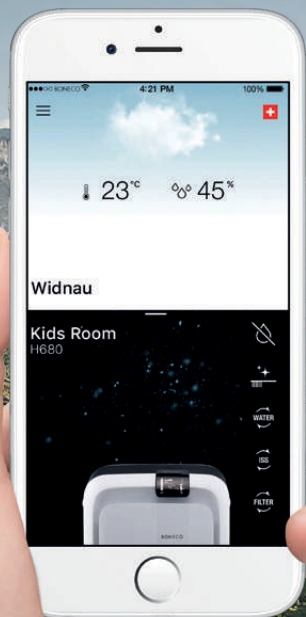 BONECO 4:21 PM 100%
23°C 45%
Widnau
Kids Room
H680
WATER
ISS
FILTER
BONECO